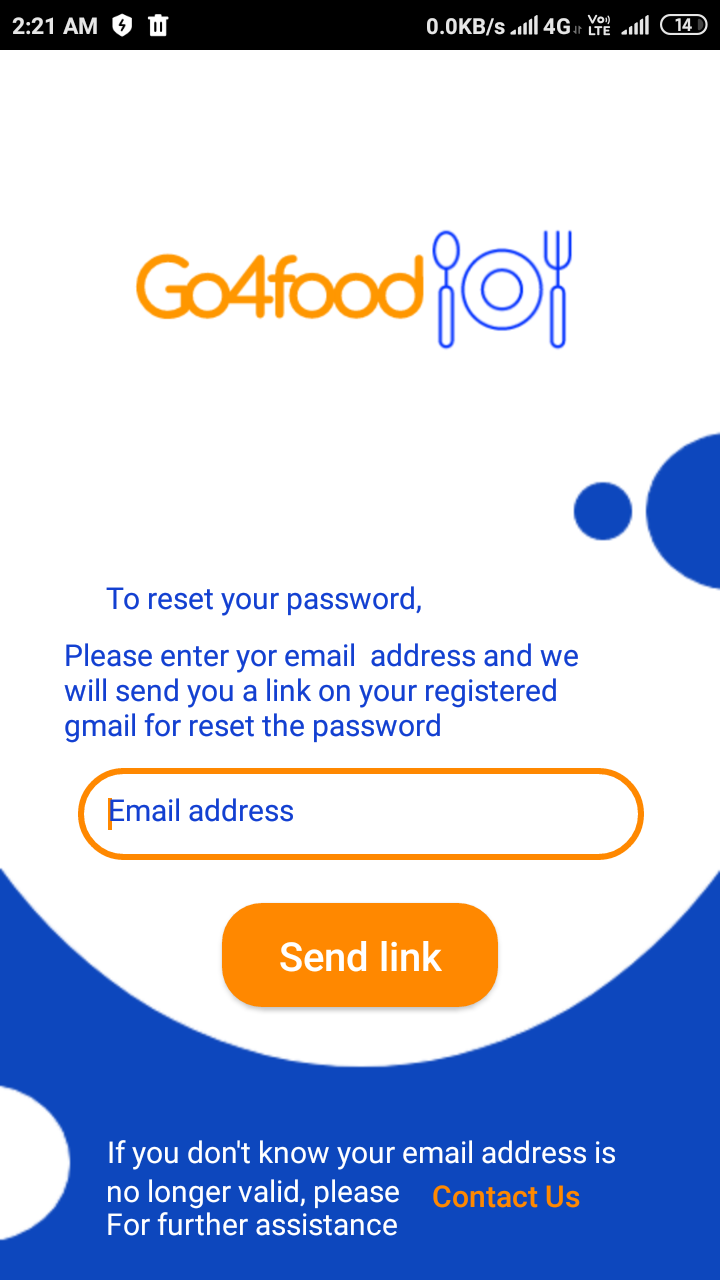 2:21 AM 0.0KB/s 4G Vo) LTE 14
Go4food
To reset your password,
Please enter yor email address and we
will send you a link on your registered
gmail for reset the password
Email address
Send link
If you don't know your email address is
no longer valid, please Contact Us
For further assistance